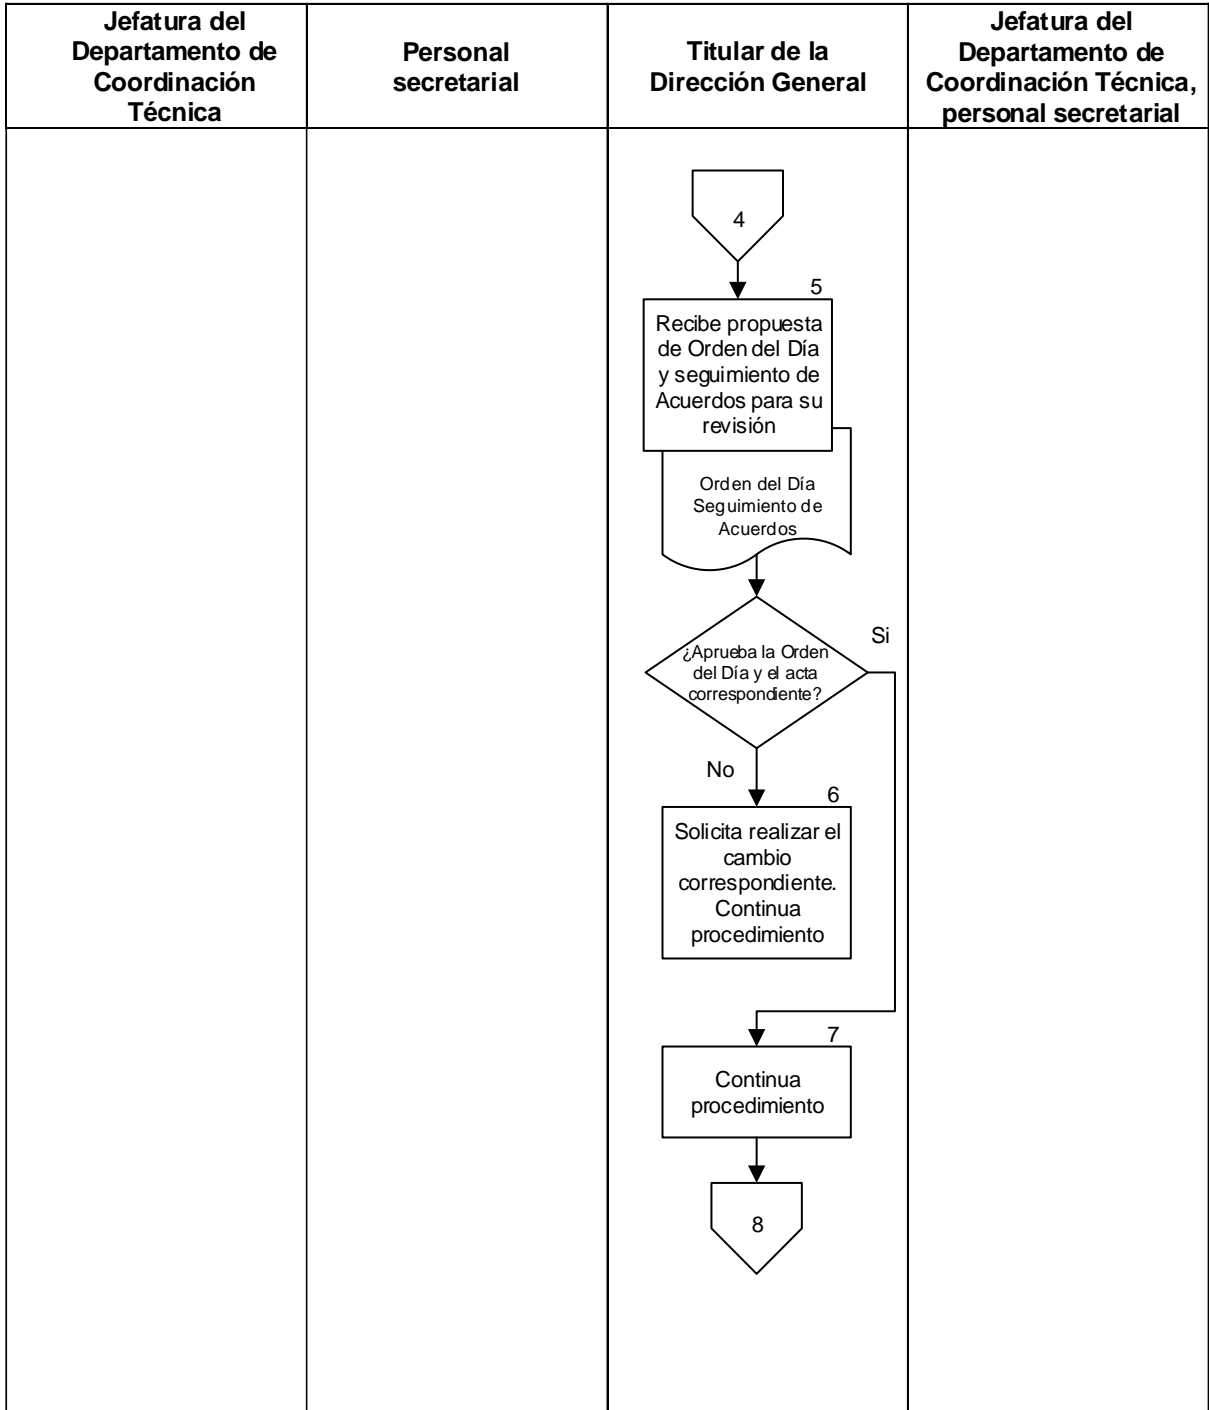 Jefatura del
Departamento de
Coordinación
Técnica
Personal
secretarial
Titular de la
Dirección General
Jefatura del
Departamento de
Coordinación Técnica,
personal secretarial
4
5
Recibe propuesta
de Orden del Día
y seguimiento de
Acuerdos para su
revisión
Orden del Día
Seguimiento de
Acuerdos
Si
¿Aprueba la Orden
del Día y el acta
correspondiente?
No
6
Solicita realizar el
cambio
correspondiente.
Continua
procedimiento
7
Continua
procedimiento
8